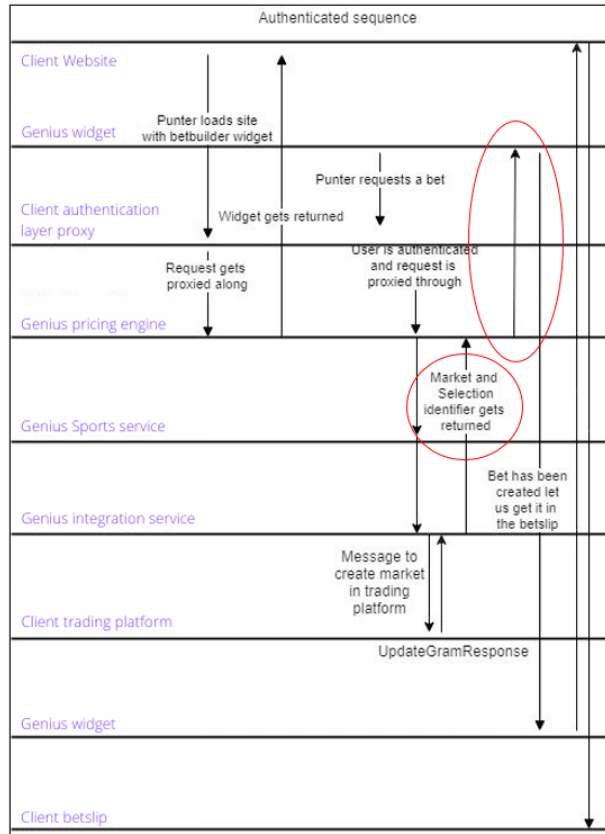 Authenticated sequence
Client Website
Punter loads site
with betbuilder widget
Genius widget
Punter requests a bet
Client authentication
layer proxy
Widget gets returned
Request gets
proxied along
User is authenticated
and request is
proxied through
Genius pricing engine
Market and
Selection
identifier gets
returned
Genius Sports service
Bet has been
created let
us get it in
the betslip
Genius integration service
Message to
create market
in trading
platform
Client trading platform
UpdateGramResponse
Genius widget
Client betslip